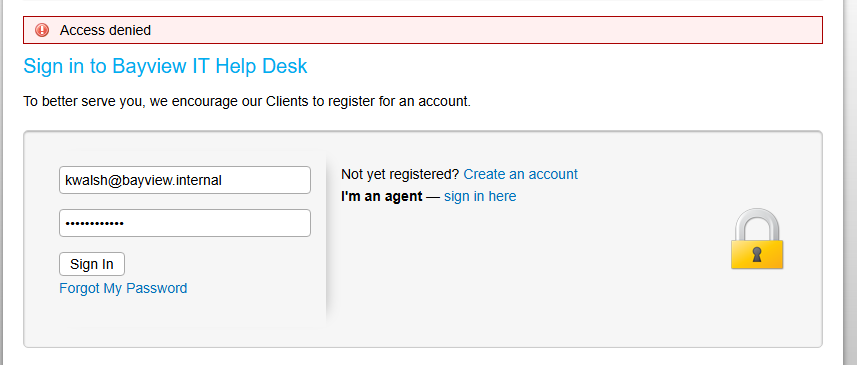 Access denied
Sign in to Bayview IT Help Desk
To better serve you, we encourage our Clients to register for an account.
kwalsh@bayview.internal
••••••••••••
Sign In
Forgot My Password
Not yet registered? Create an account
I'm an agent — sign in here